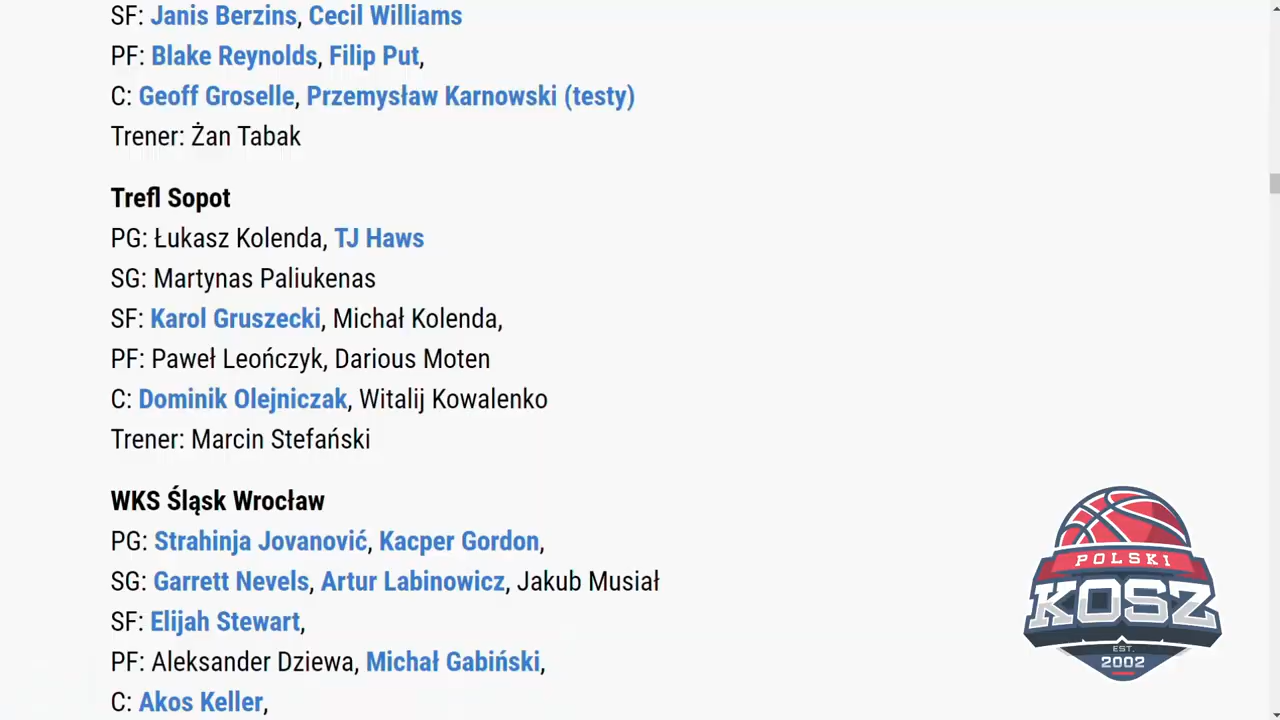 SF: Janis Berzins, Cecil Williams
PF: Blake Reynolds, Filip Put,
C: Geoff Groselle, Przemysław Karnowski (testy)
Trener: Żan Tabak
Trefl Sopot
PG: Łukasz Kolenda, TJ Haws
SG: Martynas Paliukenas
SF: Karol Gruszecki, Michał Kolenda,
PF: Paweł Leończyk, Darious Moten
C: Dominik Olejniczak, Witalij Kowalenko
Trener: Marcin Stefański
WKS Śląsk Wrocław
PG: Strahinja Jovanović, Kacper Gordon,
SG: Garrett Nevels, Artur Labinowicz, Jakub Musiał
SF: Elijah Stewart,
PF: Aleksander Dziewa, Michał Gabiński,
C: Akos Keller,
POLSKI
KOSZ
EST.
2002